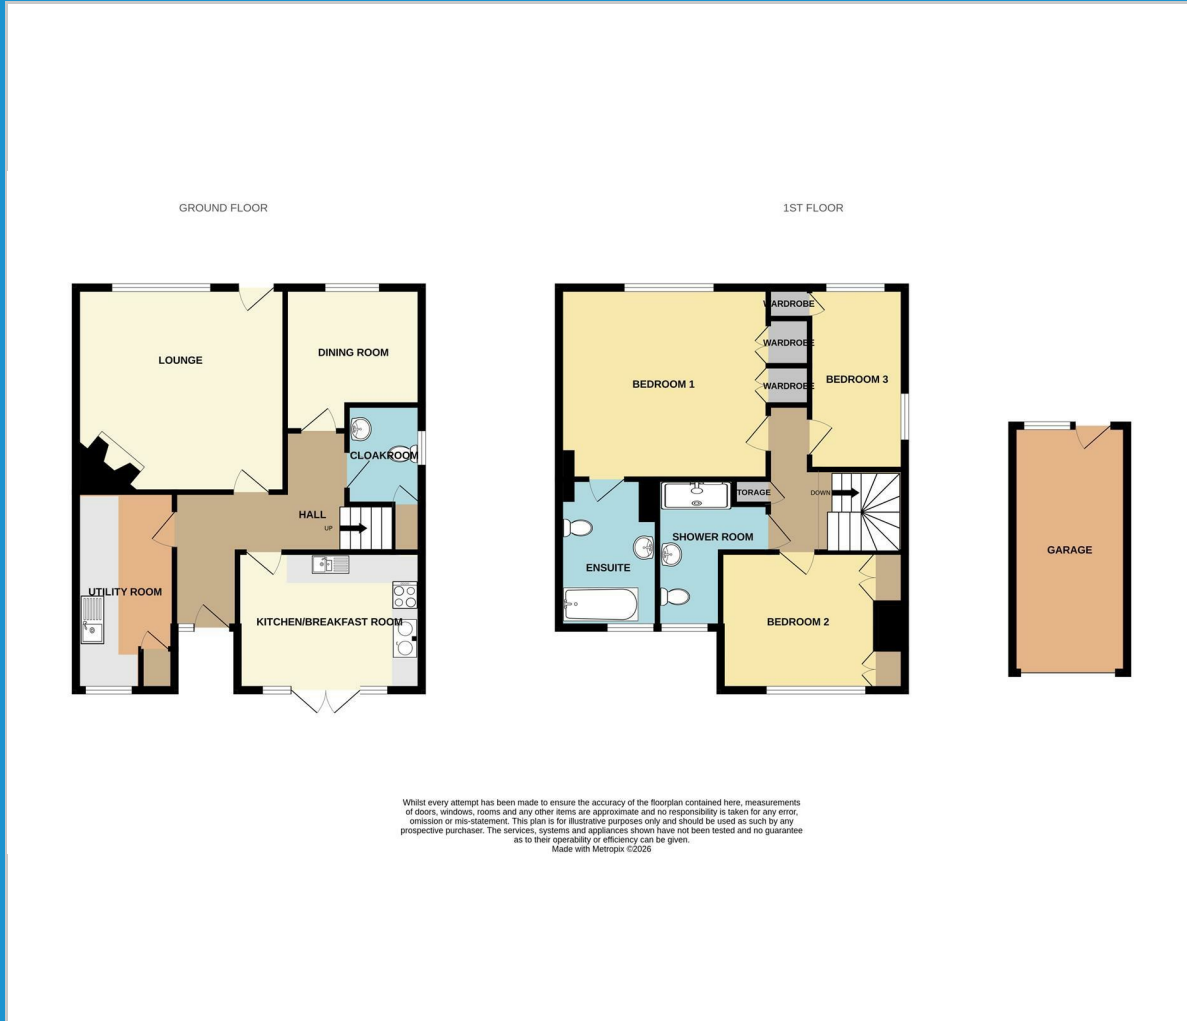 GROUND FLOOR
1ST FLOOR
LOUNGE
DINING ROOM
CLOAKROOM
HALL
UP
UTILITY ROOM
KITCHEN/BREAKFAST ROOM
WARDROBE
WARDROBE
WARDROBE
BEDROOM 1
BEDROOM 3
TORAGE
DOWN
SHOWER ROOM
ENSUITE
BEDROOM 2
GARAGE
Whilst every attempt has been made to ensure the accuracy of the floorplan contained here, measurements
of doors, windows, rooms and any other items are approximate and no responsibility is taken for any error,
omission or mis-statement. This plan is for illustrative purposes only and should be used as such by any
prospective purchaser. The services, systems and appliances shown have not been tested and no guarantee
as to their operability or efficiency can be given.
Made with Metropix ©2026